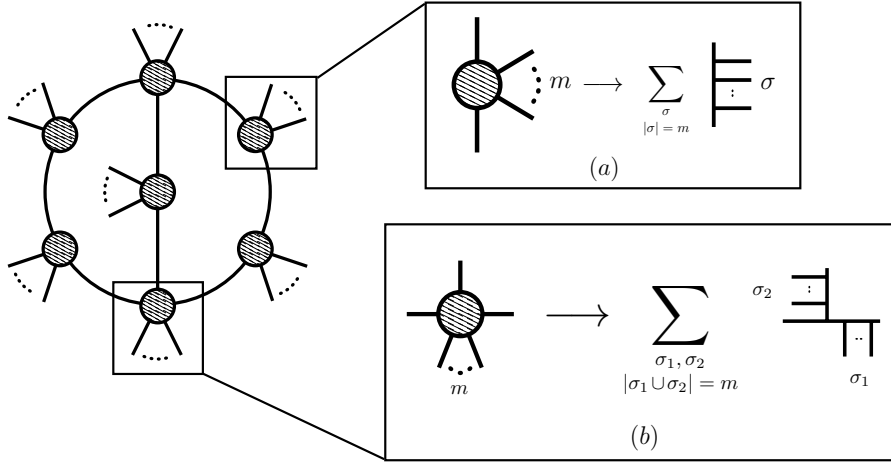 m ⟶ ∑ σ
σ
|σ| = m
(a)
σ₂
⟶ ∑
σ₁, σ₂
|σ₁ ∪ σ₂| = m
m
σ₁
(b)